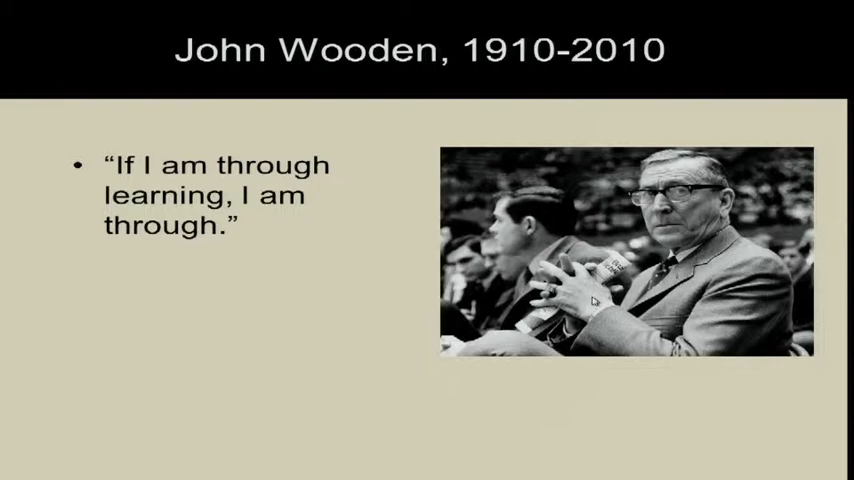 John Wooden, 1910-2010
• “If I am through
learning, I am
through.”